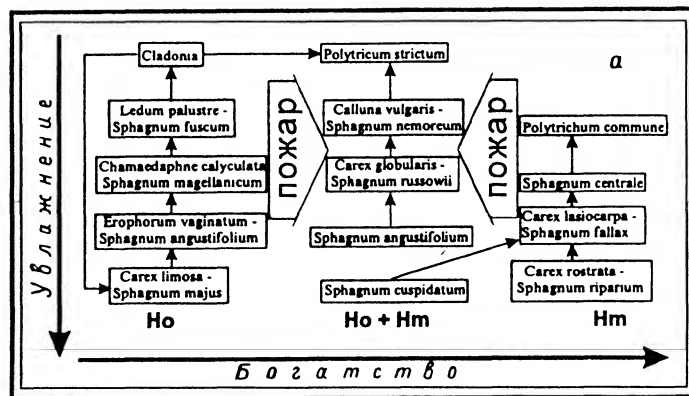 а
Cladonia
Polytricum strictum
Ledum palustre -
Sphagnum fuscum
Calluna vulgaris -
Sphagnum nemoreum
Polytrichum commune
Chamaedaphne calyculata
Sphagnum magellanicum
Carex globularis -
Sphagnum russowii
Sphagnum centrale
Erophorum vaginatum -
Sphagnum angustifolium
Sphagnum angustifolium
Carex lasiocarpa -
Sphagnum fallax
Carex limosa -
Sphagnum majus
Sphagnum cuspidatum
Carex rostrata -
Sphagnum riparium
пожар
пожар
Но
Но + Hm
Hm
Увлажнение
Богатство